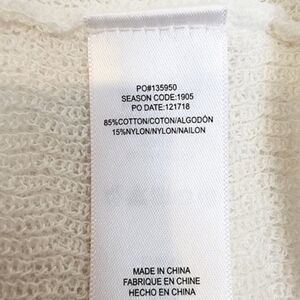 PO#135950
SEASON CODE:1905
PO DATE:121718
85%COTTON/COTON/ALGODÓN
15%NYLON/NYLON/NAILON
MADE IN CHINA
FABRIQUE EN CHINE
HECHO EN CHINA